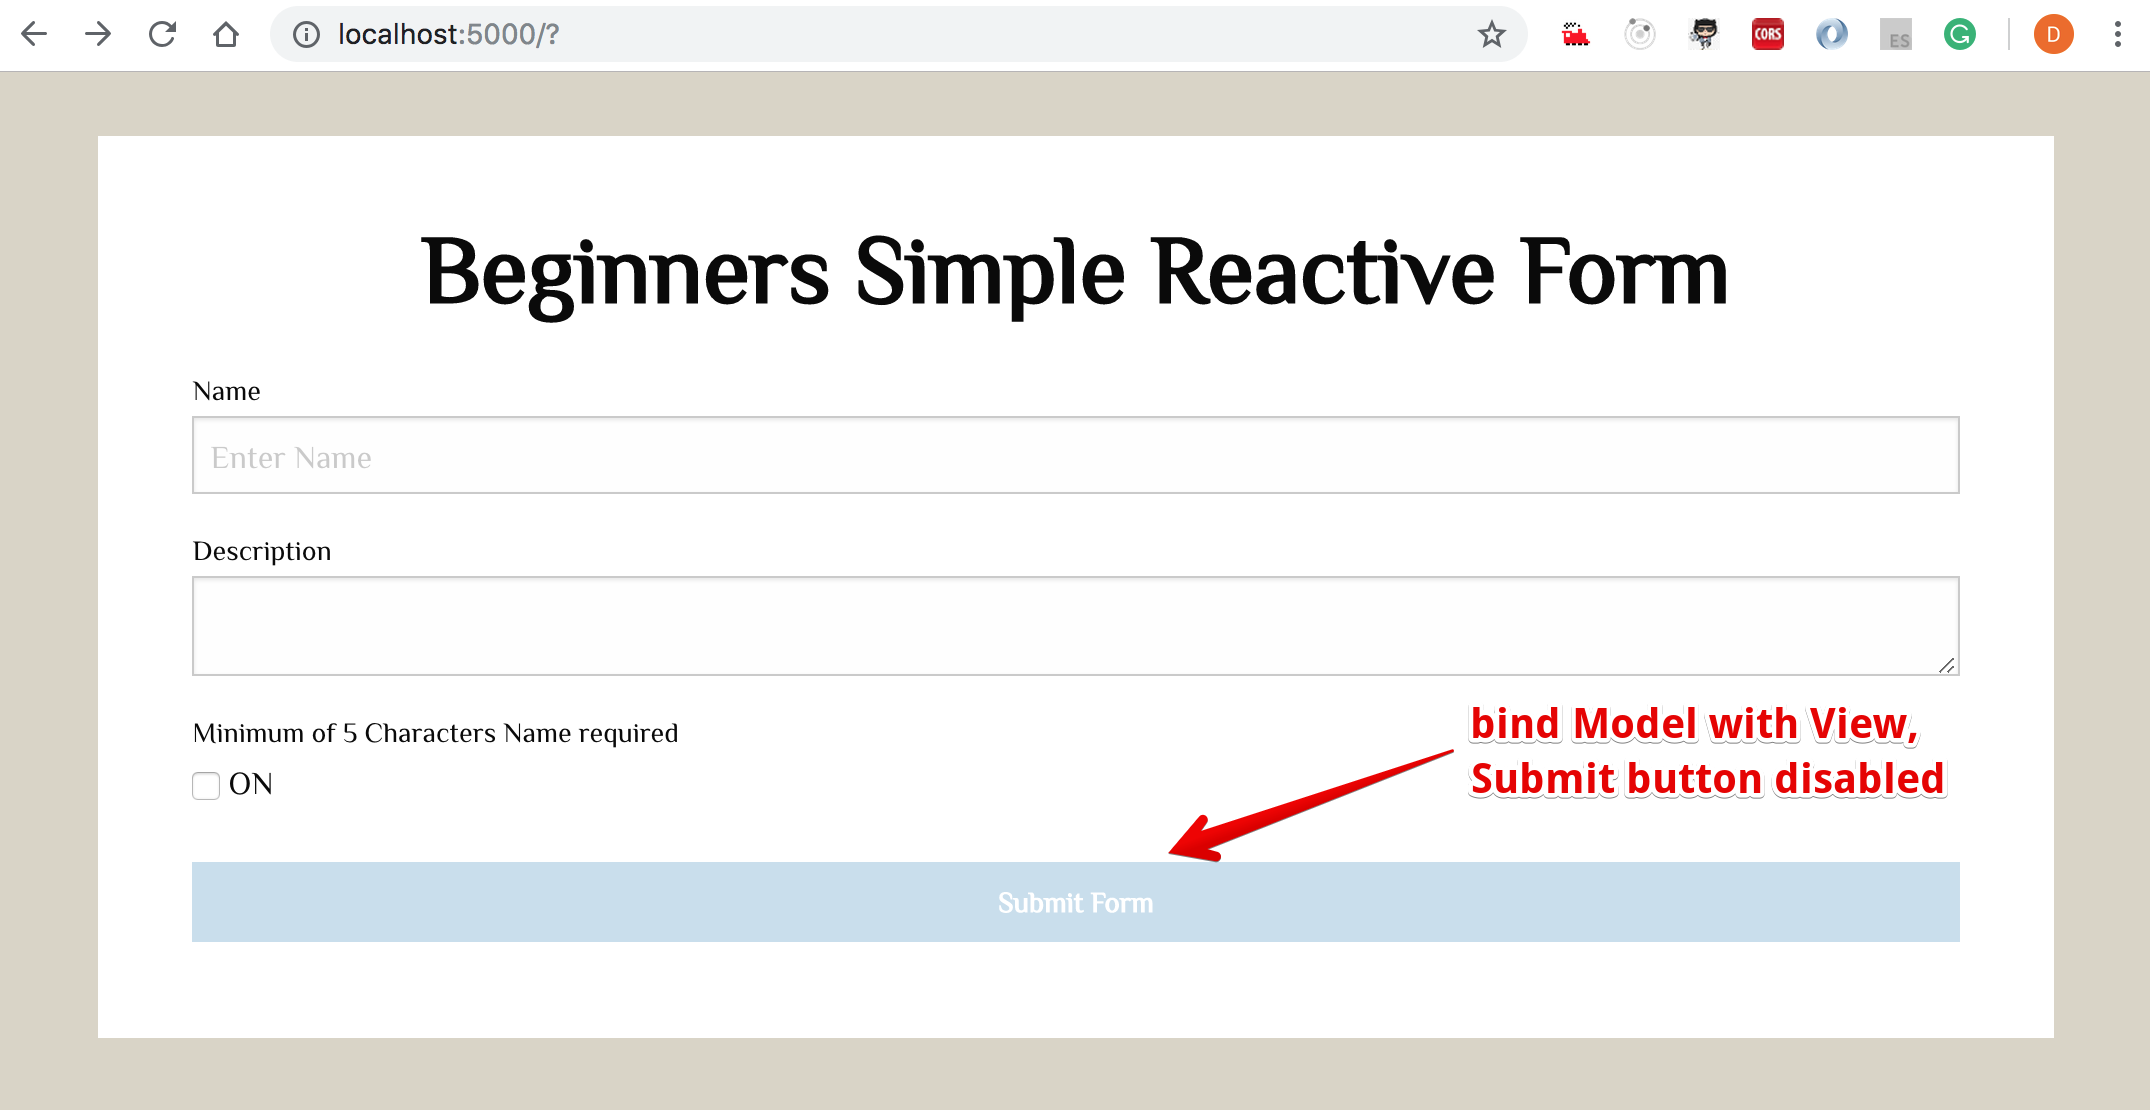 localhost:5000/?
CORS
ES
G
D
Beginners Simple Reactive Form
Name
Enter Name
Description
Minimum of 5 Characters Name required
ON
bind Model with View,
Submit button disabled
Submit Form